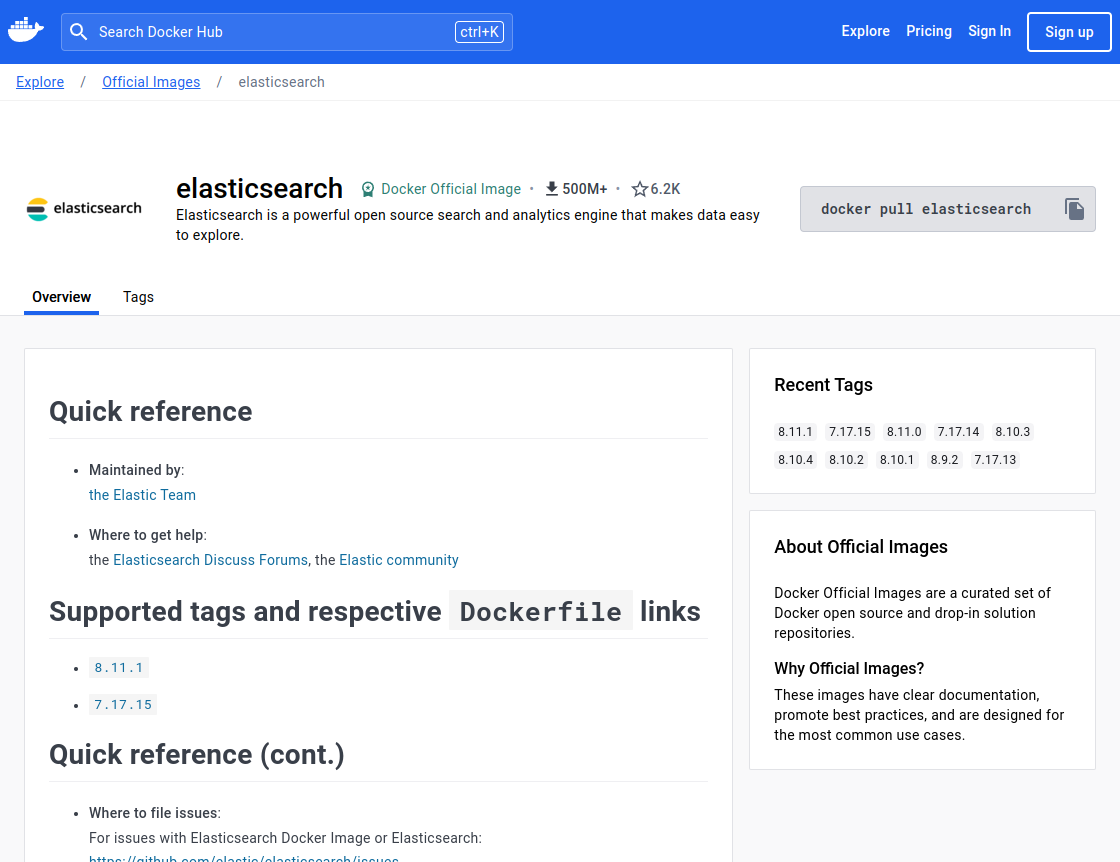 Search Docker Hub
ctrl+K
Explore
Pricing
Sign In
Sign up
Explore / Official Images / elasticsearch
elasticsearch
elasticsearch
Docker Official Image • 500M+ • 6.2K
Elasticsearch is a powerful open source search and analytics engine that makes data easy
to explore.
docker pull elasticsearch
Overview
Tags
Quick reference
• Maintained by:
the Elastic Team
• Where to get help:
the Elasticsearch Discuss Forums, the Elastic community
Supported tags and respective Dockerfile links
• 8.11.1
• 7.17.15
Quick reference (cont.)
• Where to file issues:
For issues with Elasticsearch Docker Image or Elasticsearch:
https://github.com/elastic/elasticsearch/issues
Recent Tags
8.11.1 7.17.15 8.11.0 7.17.14 8.10.3
8.10.4 8.10.2 8.10.1 8.9.2 7.17.13
About Official Images
Docker Official Images are a curated set of
Docker open source and drop-in solution
repositories.
Why Official Images?
These images have clear documentation,
promote best practices, and are designed for
the most common use cases.